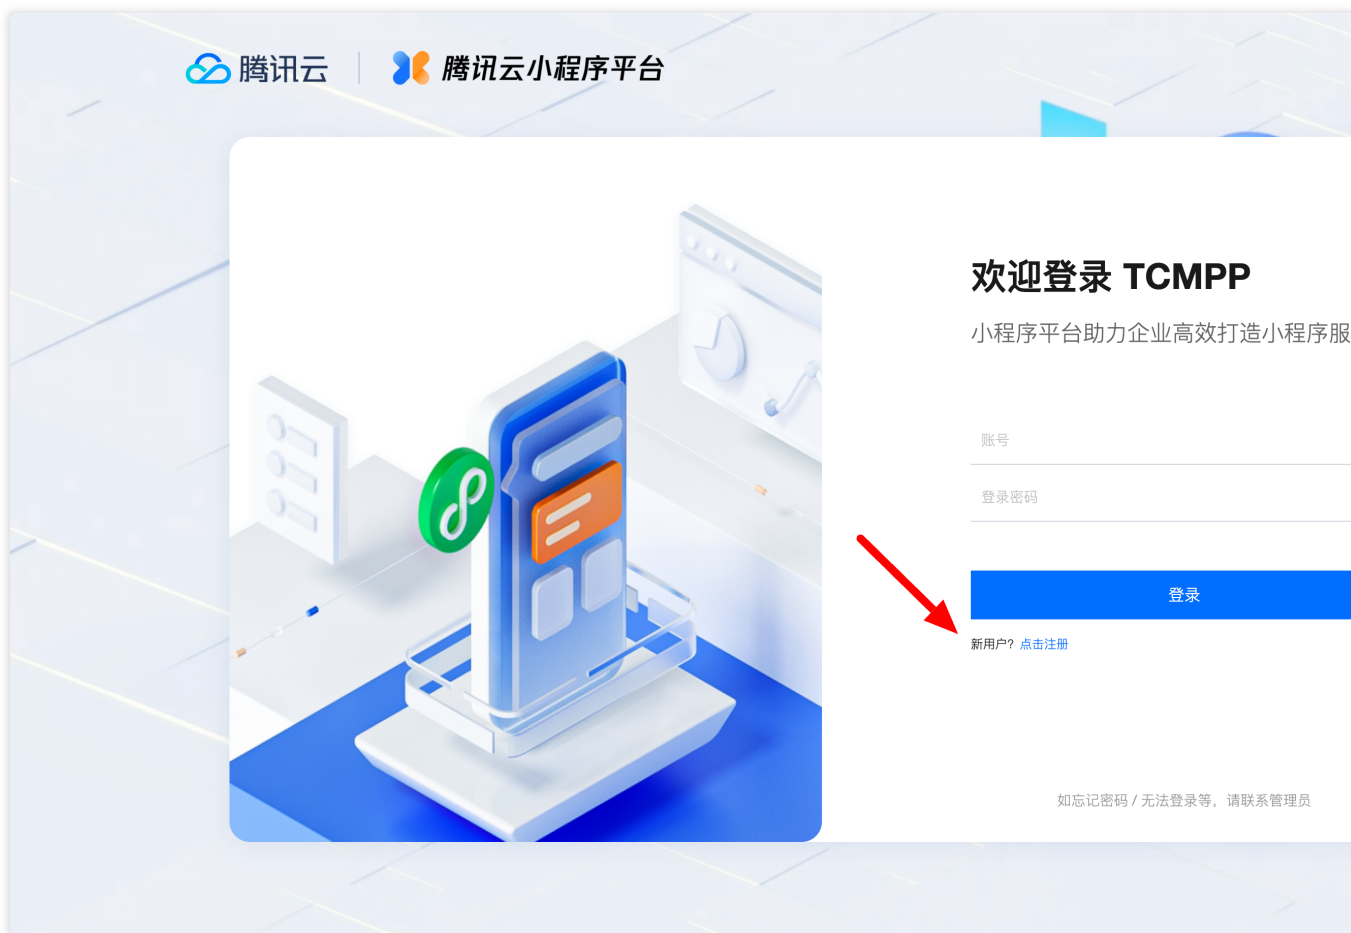 腾讯云
腾讯云小程序平台
欢迎登录 TCMPP
小程序平台助力企业高效打造小程序服
账号
登录密码
登录
新用户? 点击注册
如忘记密码 / 无法登录等，请联系管理员